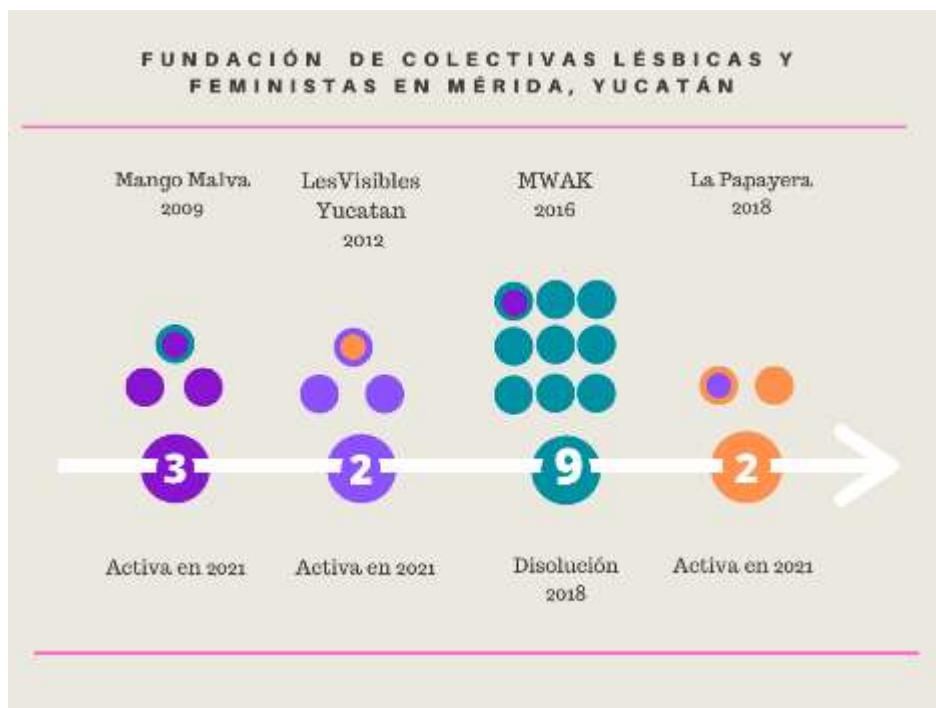 FUNDACIÓN DE COLECTIVAS LÉSBICAS Y
FEMINISTAS EN MÉRIDA, YUCATÁN
Mango Malva
2009
LesVisibles
Yucatan
2012
MWAK
2016
La Papayera
2018
3
2
9
2
Activa en 2021
Activa en 2021
Disolución
2018
Activa en 2021